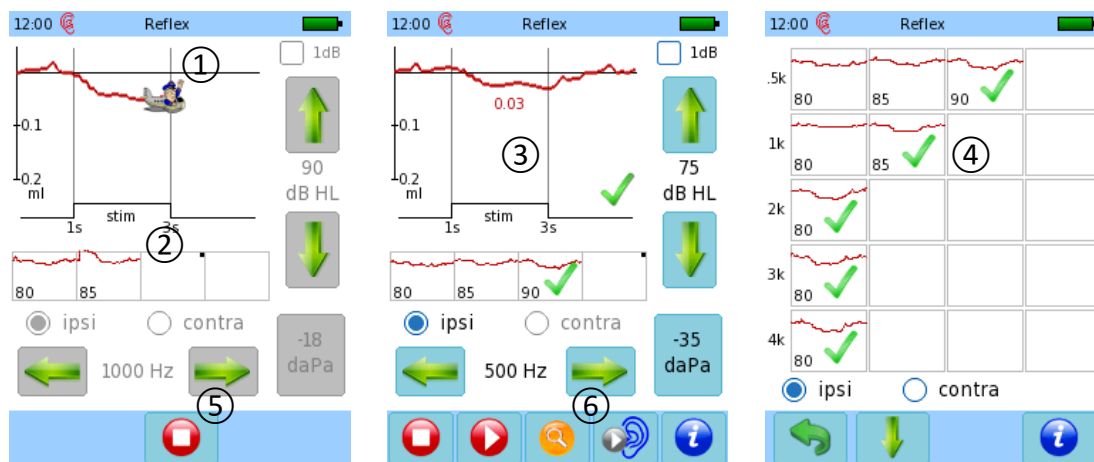 12:00 Reflex
1dB
①
0.1
0.2
ml
90
dB HL
stim
1s 3s
②
80 85
ipsi contra
1000 Hz
-18
daPa
⑤
12:00 Reflex
1dB
0.03
0.1
③
0.2
ml
75
dB HL
stim
1s 3s
80 85 90
ipsi contra
500 Hz
-35
daPa
⑥
i
12:00 Reflex
.5k 80 85 90
1k 80 85 ④
2k 80
3k 80
4k 80
ipsi contra
i